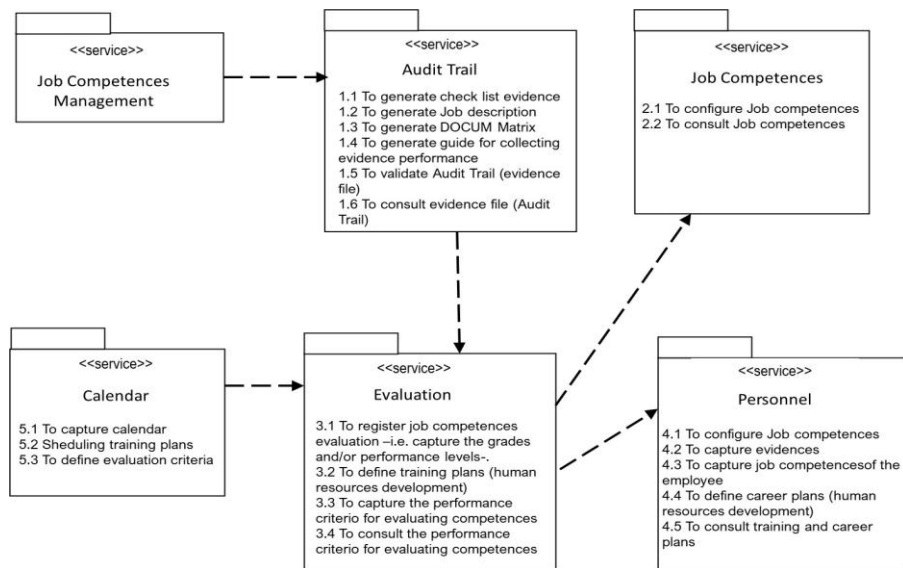 <<service>>
Job Competences
Management
<<service>>
Audit Trail
1.1 To generate check list evidence
1.2 To generate Job description
1.3 To generate DOCUM Matrix
1.4 To generate guide for collecting
evidence performance
1.5 To validate Audit Trail (evidence
file)
1.6 To consult evidence file (Audit
Trail)
<<service>>
Job Competences
2.1 To configure Job competences
2.2 To consult Job competences
<<service>>
Calendar
5.1 To capture calendar
5.2 Sheduling training plans
5.3 To define evaluation criteria
<<service>>
Evaluation
3.1 To register job competences
evaluation –i.e. capture the grades
and/or performance levels-.
3.2 To define training plans (human
resources development)
3.3 To capture the performance
criterio for evaluating competences
3.4 To consult the performance
criterio for evaluating competences
<<service>>
Personnel
4.1 To configure Job competences
4.2 To capture evidences
4.3 To capture job competencesof the
employee
4.4 To define career plans (human
resources development)
4.5 To consult training and career
plans